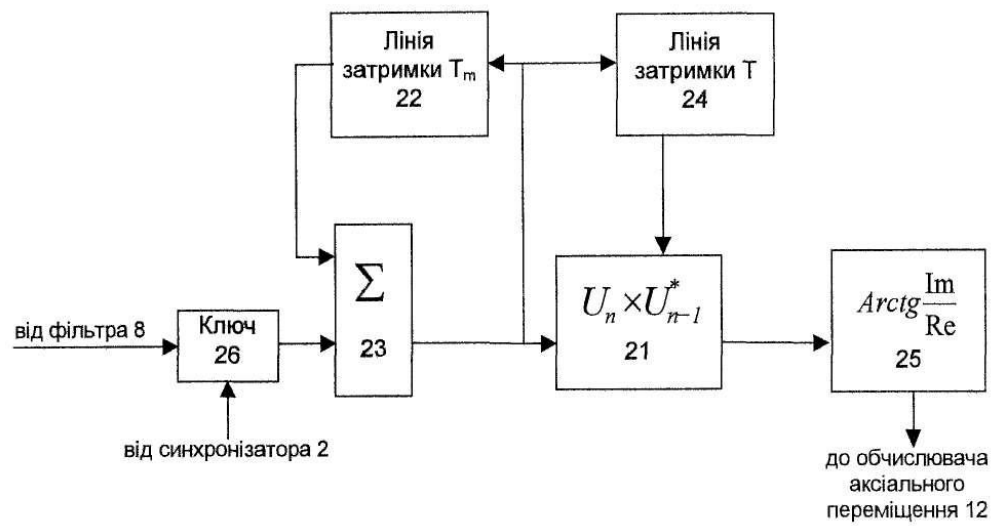 Лінія
затримки Tm
22
Лінія
затримки T
24
Σ
23
Un × U*n-1
21
Arctg Im/Re
25
від фільтра 8
Ключ
26
від синхронізатора 2
до обчислювача
аксіального
переміщення 12